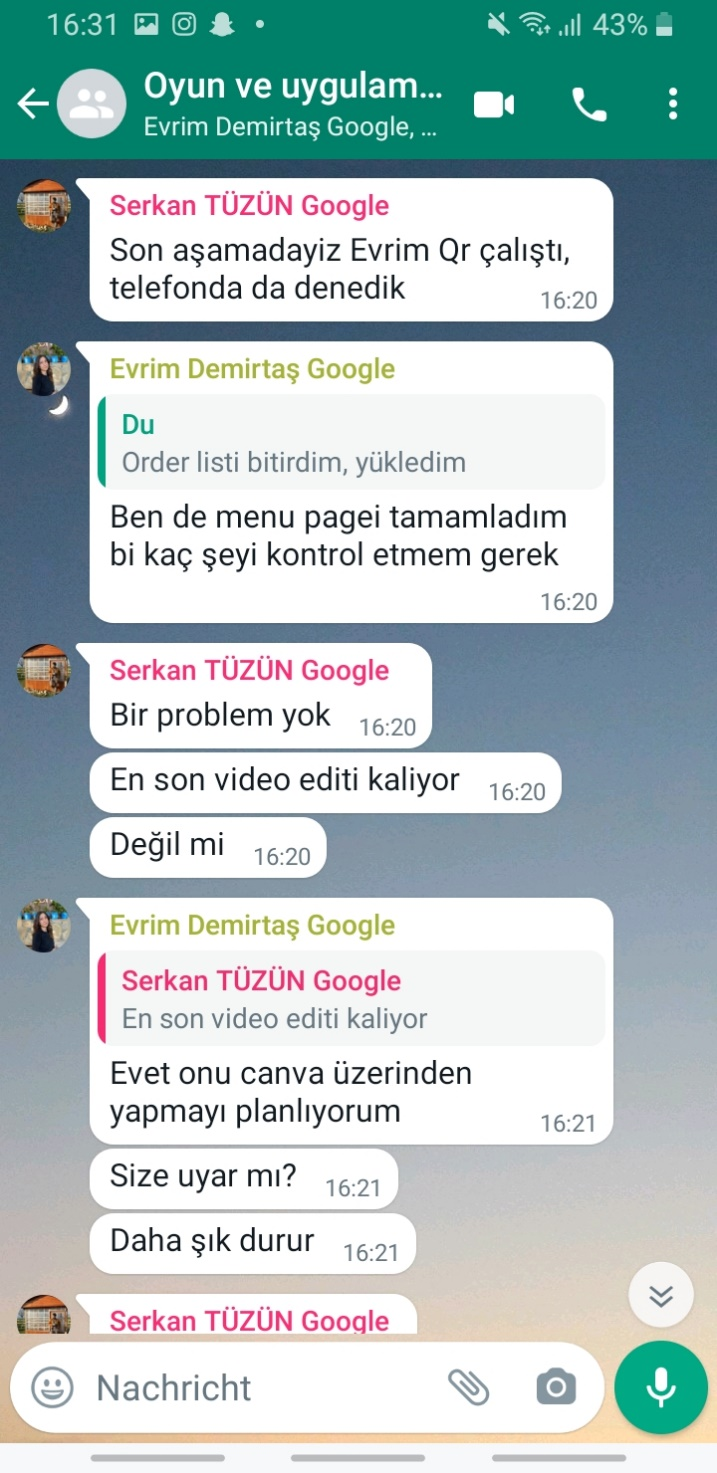 16:31
43%
Oyun ve uygulam...
Evrim Demirtaş Google, ...
Serkan TÜZÜN Google
Son aşamadayiz Evrim Qr çalıştı,
telefonda da denedik
16:20
Evrim Demirtaş Google
Du
Order listi bitirdim, yükledim
Ben de menu pagei tamamladım
bi kaç şeyi kontrol etmem gerek
16:20
Serkan TÜZÜN Google
Bir problem yok 16:20
En son video editi kaliyor 16:20
Değil mi 16:20
Evrim Demirtaş Google
Serkan TÜZÜN Google
En son video editi kaliyor
Evet onu canva üzerinden
yapmayı planlıyorum
16:21
Size uyar mı? 16:21
Daha şık durur 16:21
Serkan TÜZÜN Google
Nachricht